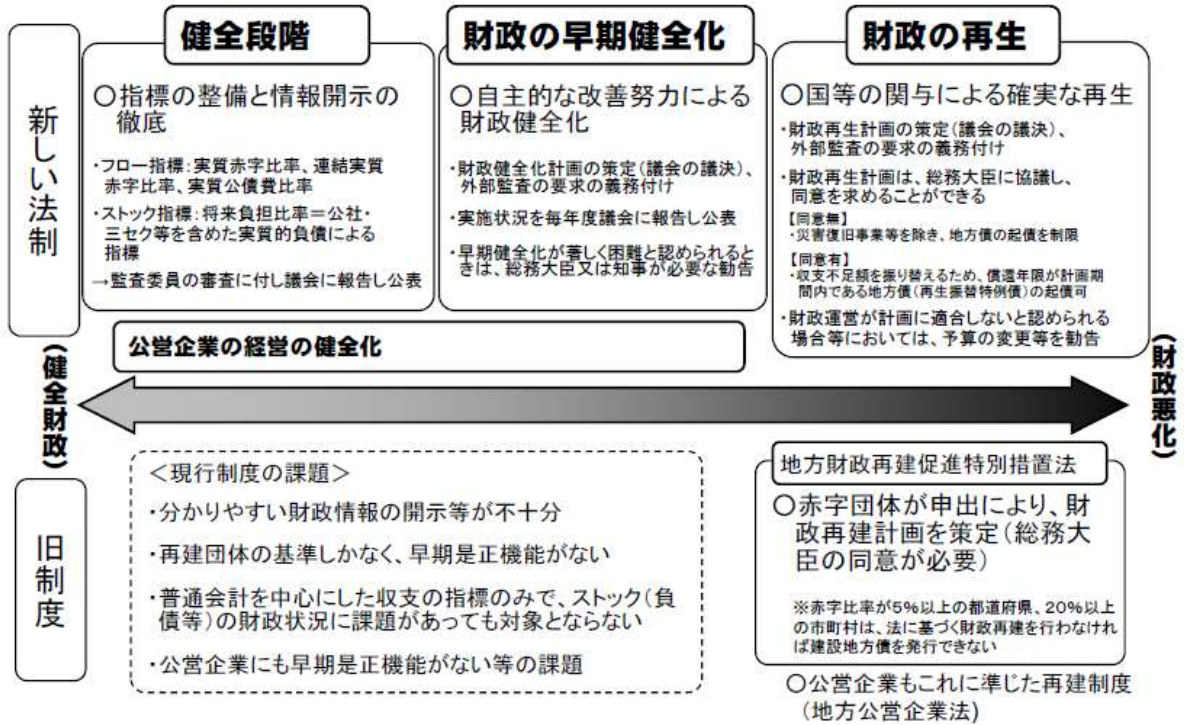 新しい法制
健全段階
〇指標の整備と情報開示の
徹底
・フロー指標：実質赤字比率、連結実質
赤字比率、実質公債費比率
・ストック指標：将来負担比率＝公社・
三セク等を含めた実質的負債による
指標
→監査委員の審査に付し議会に報告し公表
財政の早期健全化
〇自主的な改善努力による
財政健全化
・財政健全化計画の策定（議会の議決）、
外部監査の要求の義務付け
・実施状況を毎年度議会に報告し公表
・早期健全化が著しく困難と認められると
きは、総務大臣又は知事が必要な勧告
財政の再生
〇国等の関与による確実な再生
・財政再生計画の策定（議会の議決）、
外部監査の要求の義務付け
・財政再生計画は、総務大臣に協議し、
同意を求めることができる
【同意無】
・災害復旧事業等を除き、地方債の起債を制限
【同意有】
・収支不足額を振り替えるため、償還年限が計画期
間内である地方債（再生振替特例債）の起債可
・財政運営が計画に適合しないと認められる
場合等においては、予算の変更等を勧告
公営企業の経営の健全化
（健全財政）
（財政悪化）
旧制度
＜現行制度の課題＞
・分かりやすい財政情報の開示等が不十分
・再建団体の基準しかなく、早期是正機能がない
・普通会計を中心にした収支の指標のみで、ストック（負
債等）の財政状況に課題があっても対象とならない
・公営企業にも早期是正機能がない等の課題
地方財政再建促進特別措置法
〇赤字団体が申出により、財
政再建計画を策定（総務大
臣の同意が必要）
※赤字比率が5％以上の都道府県、20％以上
の市町村は、法に基づく財政再建を行わなけれ
ば建設地方債を発行できない
〇公営企業もこれに準じた再建制度
（地方公営企業法)